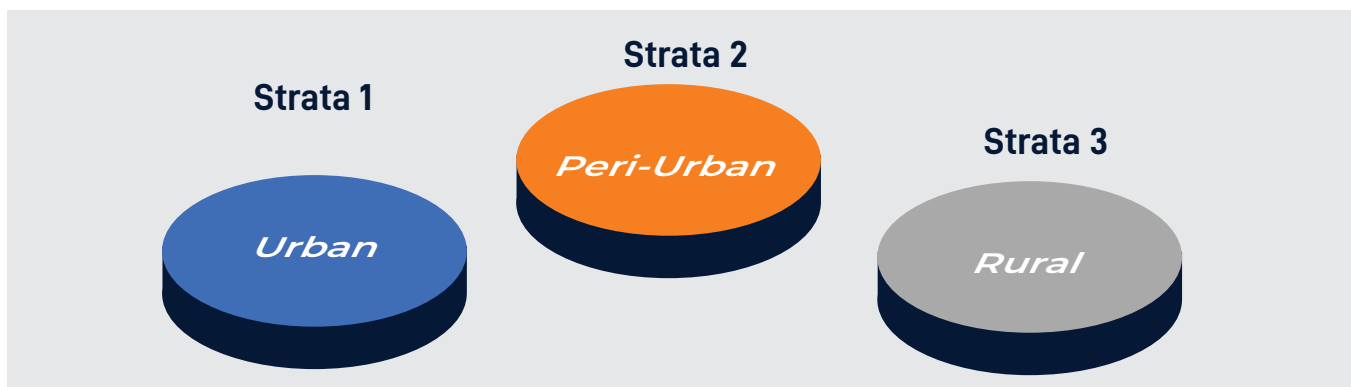 Strata 1
Urban
Strata 2
Peri-Urban
Strata 3
Rural